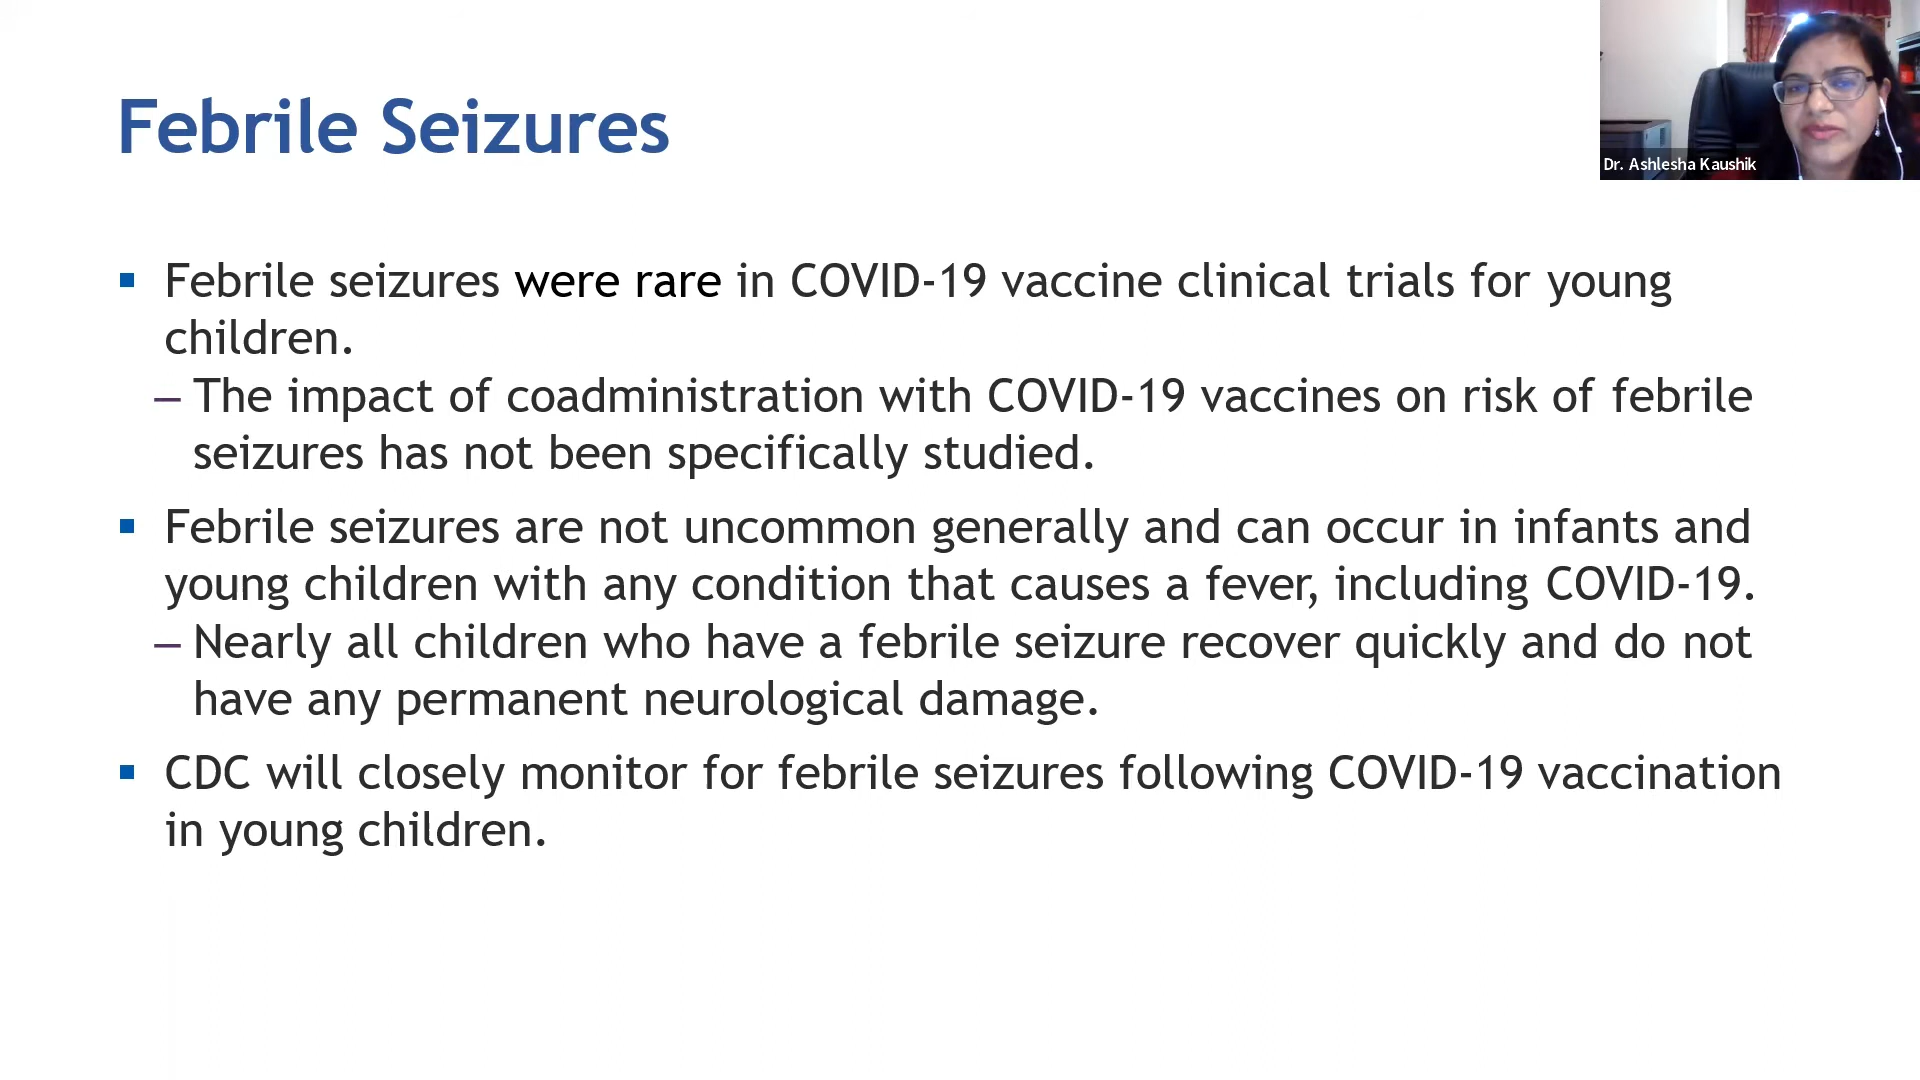 Febrile Seizures
Dr. Ashlesha Kaushik
▪ Febrile seizures were rare in COVID-19 vaccine clinical trials for young
children.
– The impact of coadministration with COVID-19 vaccines on risk of febrile
seizures has not been specifically studied.
▪ Febrile seizures are not uncommon generally and can occur in infants and
young children with any condition that causes a fever, including COVID-19.
– Nearly all children who have a febrile seizure recover quickly and do not
have any permanent neurological damage.
▪ CDC will closely monitor for febrile seizures following COVID-19 vaccination
in young children.